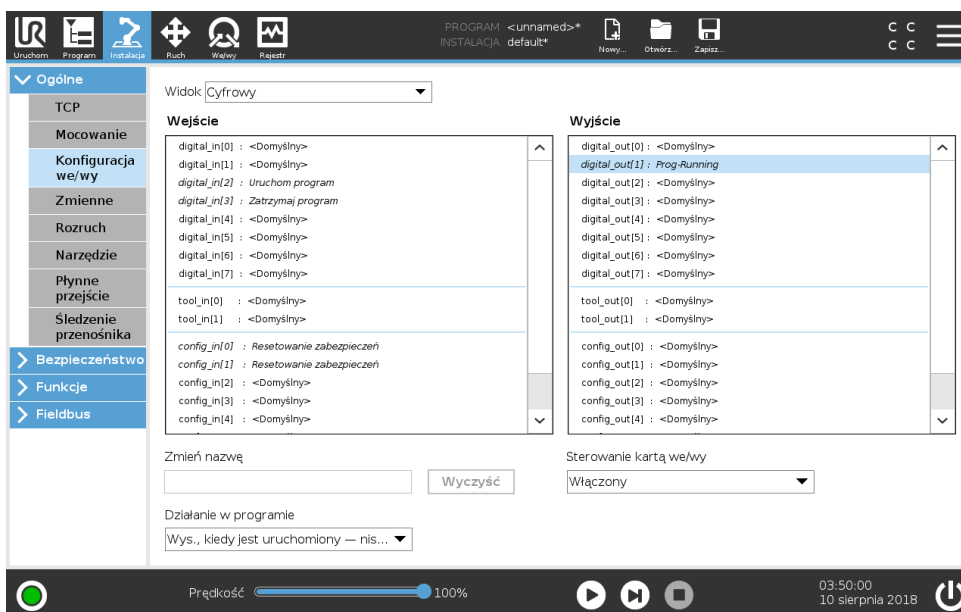 PROGRAM <unnamed>*
INSTALACJA default*
Uruchom Program Instalacja Ruch We/wy Rejestr
Nowy... Otwórz... Zapisz...
C C
C C
Ogólne
TCP
Mocowanie
Konfiguracja
we/wy
Zmienne
Rozruch
Narzędzie
Płynne
przejście
Śledzenie
przenośnika
Bezpieczeństwo
Funkcje
Fieldbus
Widok Cyfrowy
Wejście
digital_in[0] : <Domyślny>
digital_in[1] : <Domyślny>
digital_in[2] : Uruchom program
digital_in[3] : Zatrzymaj program
digital_in[4] : <Domyślny>
digital_in[5] : <Domyślny>
digital_in[6] : <Domyślny>
digital_in[7] : <Domyślny>
tool_in[0] : <Domyślny>
tool_in[1] : <Domyślny>
config_in[0] : Resetowanie zabezpieczeń
config_in[1] : Resetowanie zabezpieczeń
config_in[2] : <Domyślny>
config_in[3] : <Domyślny>
config_in[4] : <Domyślny>
Wyjście
digital_out[0] : <Domyślny>
digital_out[1] : Prog-Running
digital_out[2] : <Domyślny>
digital_out[3] : <Domyślny>
digital_out[4] : <Domyślny>
digital_out[5] : <Domyślny>
digital_out[6] : <Domyślny>
digital_out[7] : <Domyślny>
tool_out[0] : <Domyślny>
tool_out[1] : <Domyślny>
config_out[0] : <Domyślny>
config_out[1] : <Domyślny>
config_out[2] : <Domyślny>
config_out[3] : <Domyślny>
config_out[4] : <Domyślny>
Zmień nazwę
Wyczyść
Sterowanie kartą we/wy
Włączony
Działanie w programie
Wys., kiedy jest uruchomiony — nis...
Prędkość 100%
03:50:00
10 sierpnia 2018